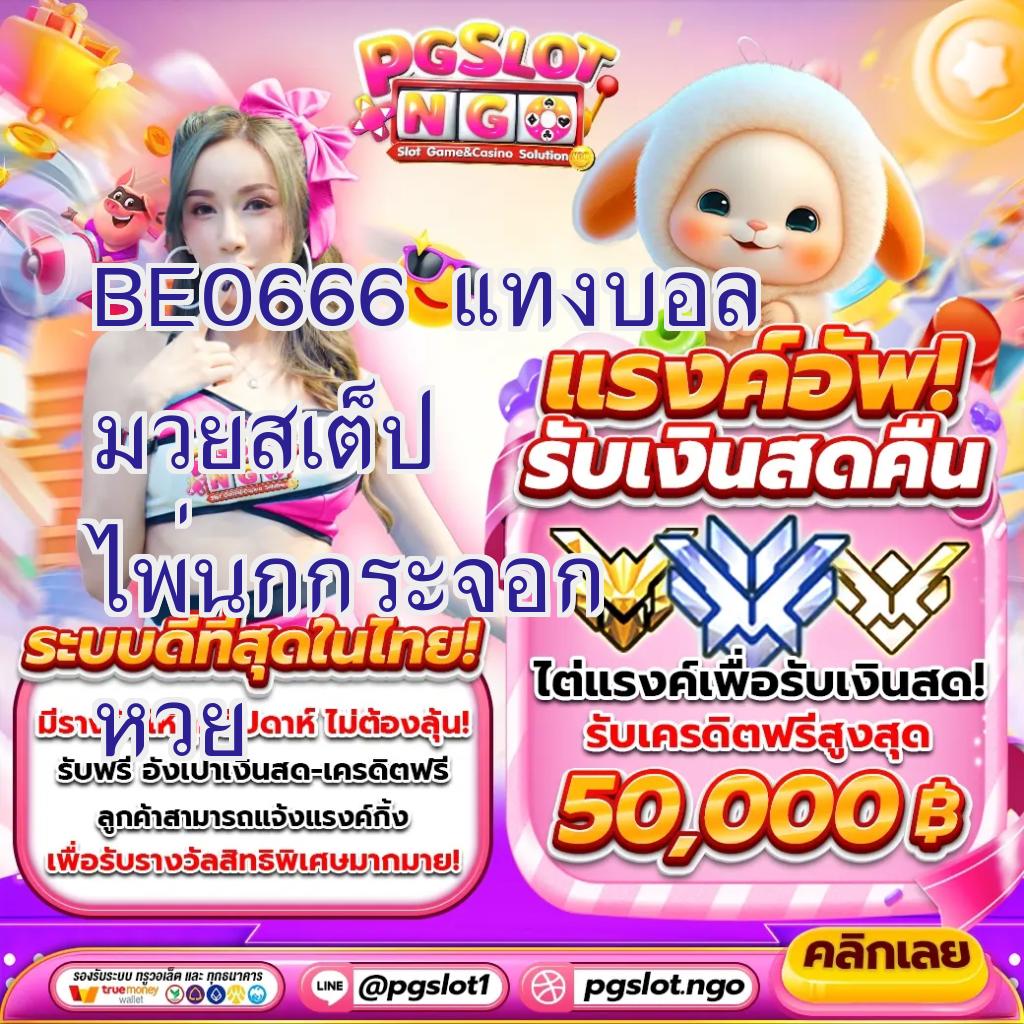 PGSLOT
NGO
Slot Game&Casino Solution
BEO666 แทงบอล
มวยสเต็ป
ไพ่นกกระจอก
หวย
แรงค์อัพ!
รับเงินสดคืน
ไต่แรงค์เพื่อรับเงินสด!
รับเครดิตฟรีสูงสุด
50,000฿
ระบบดีที่สุดในไทย!
ไม่ต้องลุ้น!
รับฟรี อั่งเปาเงินสด-เครดิตฟรี
ลูกค้าสามารถแจ้งแรงค์กิ้ง
เพื่อรับรางวัลสิทธิพิเศษมากมาย!
คลิกเลย
รองรับระบบ ทรูวอเล็ต และ ทุกธนาคาร
truemoney
wallet
LINE @pgslot1
pgslot.ngo